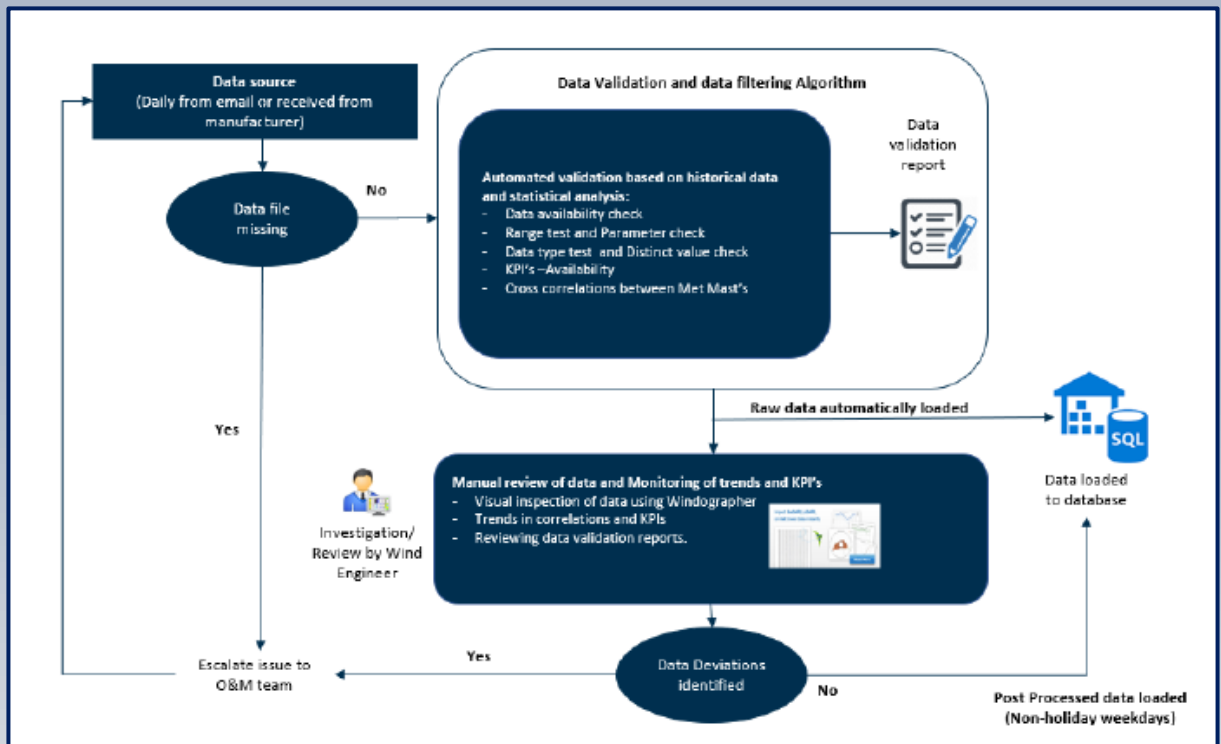 Data source
(Daily from email or received from
manufacturer)
Data file
missing
No
Yes
Data Validation and data filtering Algorithm
Automated validation based on historical data
and statistical analysis:
- Data availability check
- Range test and Parameter check
- Data type test and Distinct value check
- KPI's –Availability
- Cross correlations between Met Mast's
Data
validation
report
Raw data automatically loaded
SQL
Data loaded
to database
Investigation/
Review by Wind
Engineer
Manual review of data and Monitoring of trends and KPI's
- Visual inspection of data using Windographer
- Trends in correlations and KPIs
- Reviewing data validation reports.
Data Deviations
identified
Yes
No
Escalate issue to
O&M team
Post Processed data loaded
(Non-holiday weekdays)